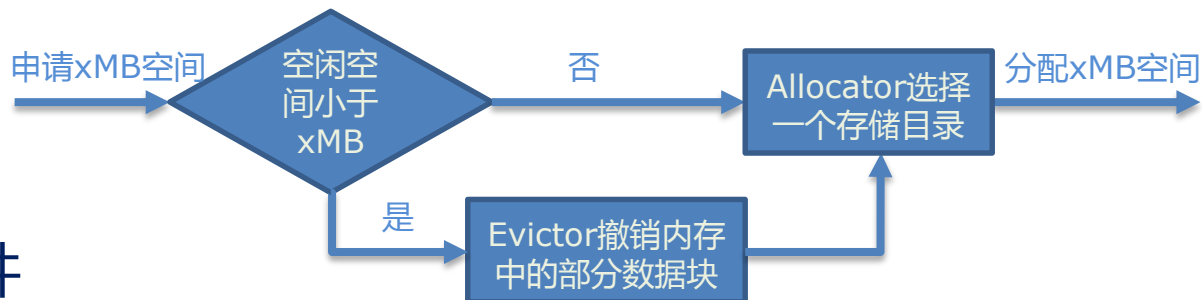 申请xMB空间
空闲空
间小于
xMB
否
Allocator选择
一个存储目录
分配xMB空间
是
Evictor撤销内存
中的部分数据块
件